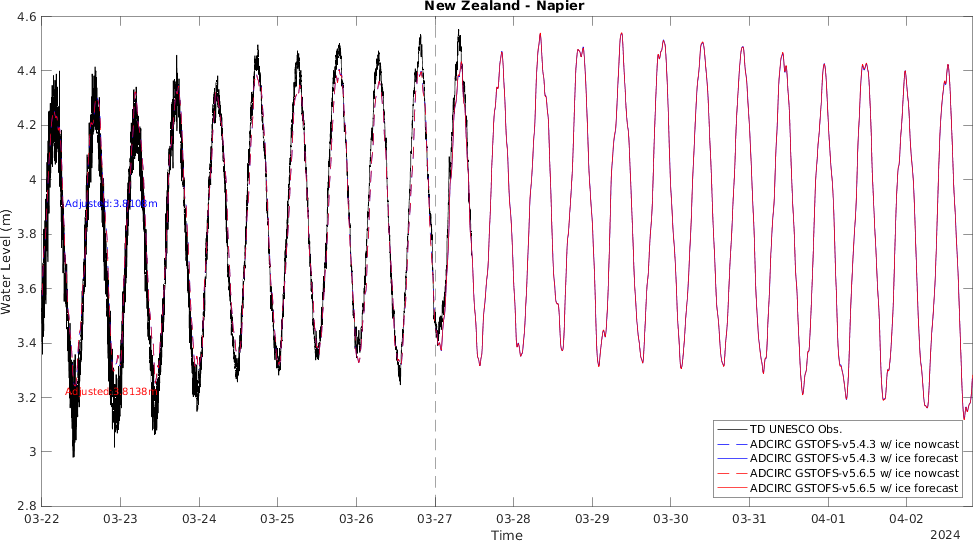 New Zealand - Napier
4.6
4.4
4.2
4
3.8
3.6
3.4
3.2
3
2.8
Water Level (m)
Adjusted:3.8108m
Adjusted:3.8138m
TD UNESCO Obs.
ADCIRC GSTOFS-v5.4.3 w/ ice nowcast
ADCIRC GSTOFS-v5.4.3 w/ ice forecast
ADCIRC GSTOFS-v5.6.5 w/ ice nowcast
ADCIRC GSTOFS-v5.6.5 w/ ice forecast
03-22 03-23 03-24 03-25 03-26 03-27 03-28 03-29 03-30 03-31 04-01 04-02
Time
2024